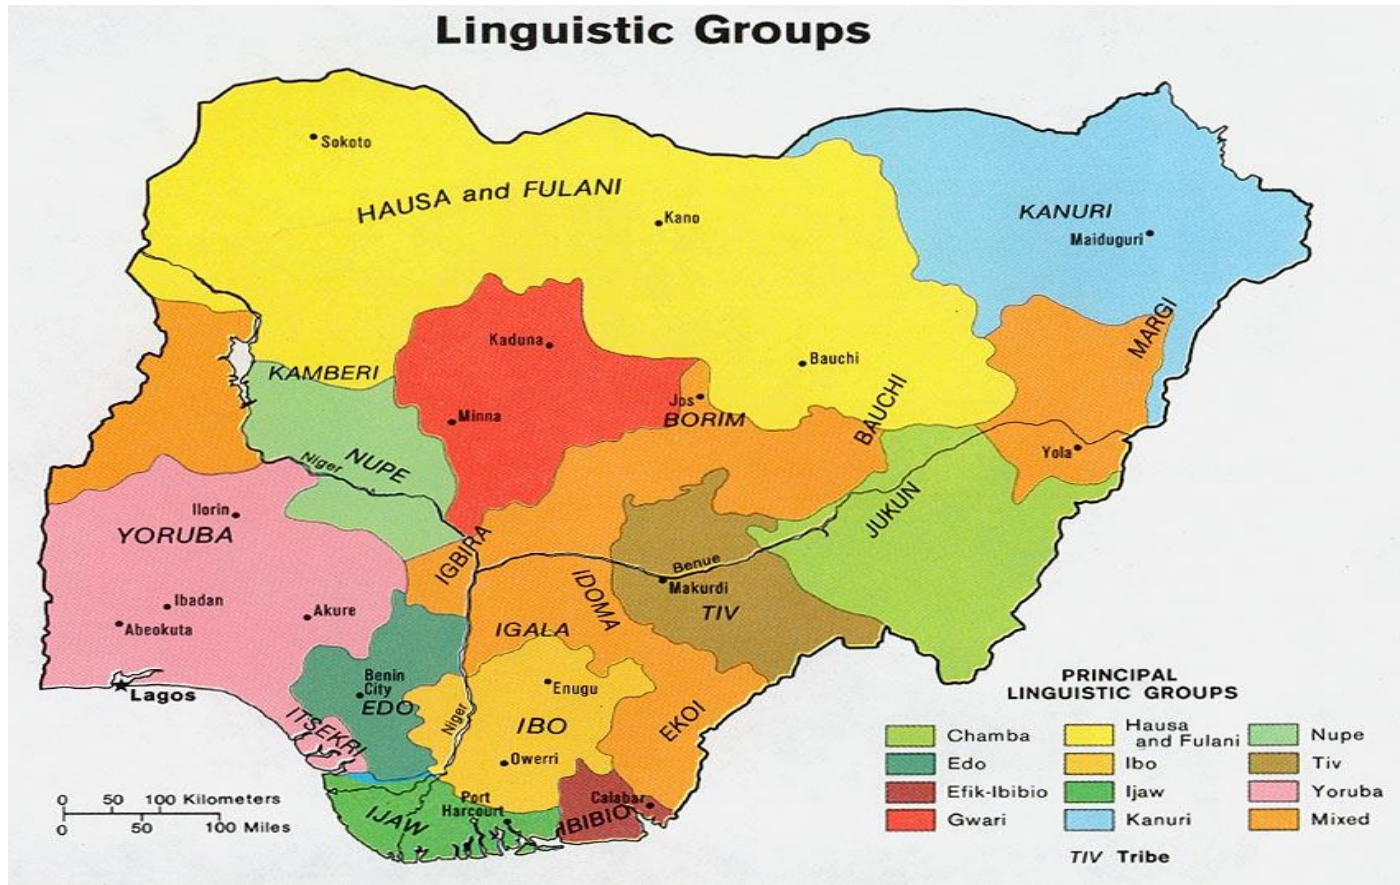 Linguistic Groups
Sokoto
HAUSA and FULANI
Kano
KANURI
Maiduguri
Kaduna
MARGI
Bauchi
KAMBERI
BAUCHI
Jos
BORIM
Minna
Yola
Niger
NUPE
JUKUN
Ilorin
YORUBA
IGBIRA
Benue
Makurdi
IDOMA
TIV
Ibadan
Akure
Abeokuta
IGALA
Benin
City
EDO
Enugu
Lagos
ITSEKRI
Niger
IBO
EKOI
Owerri
Port
Harcourt
Calabar
IJAW
IBIBIO
0 50 100 Kilometers
0 50 100 Miles
PRINCIPAL
LINGUISTIC GROUPS
Chamba
Edo
Efik-Ibibio
Gwari
Hausa
and Fulani
Ibo
Ijaw
Kanuri
Nupe
Tiv
Yoruba
Mixed
TIV Tribe